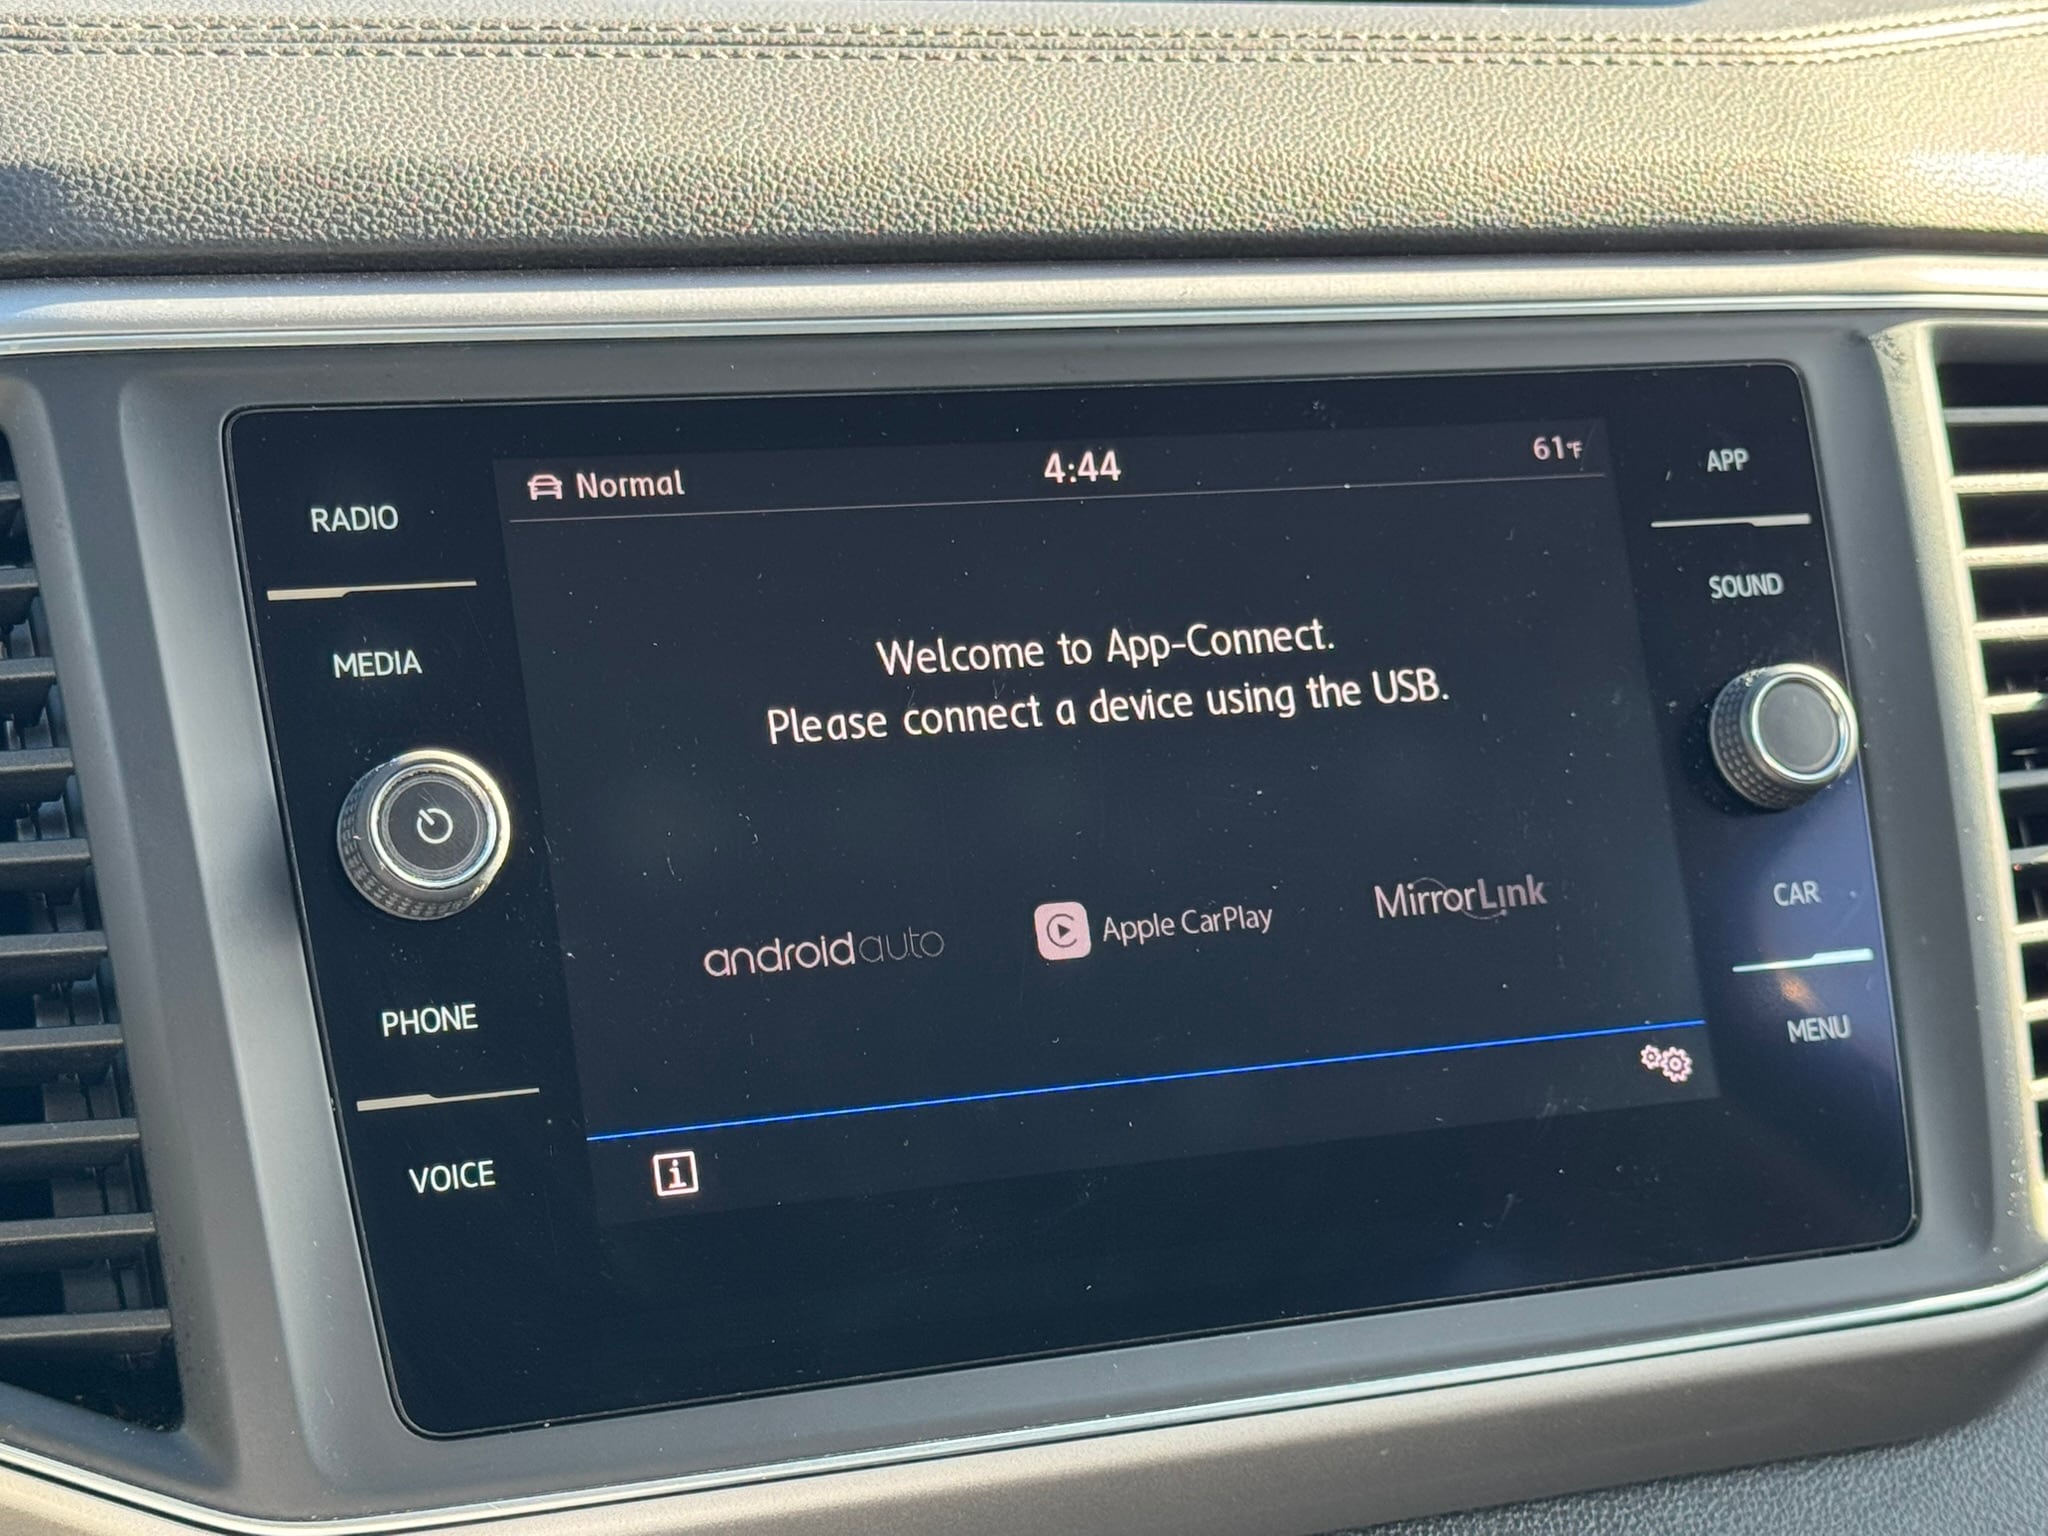 Normal
4:44
61°F
RADIO
MEDIA
PHONE
VOICE
Welcome to App-Connect.
Please connect a device using the USB.
androidauto
Apple CarPlay
MirrorLink
i
APP
SOUND
CAR
MENU